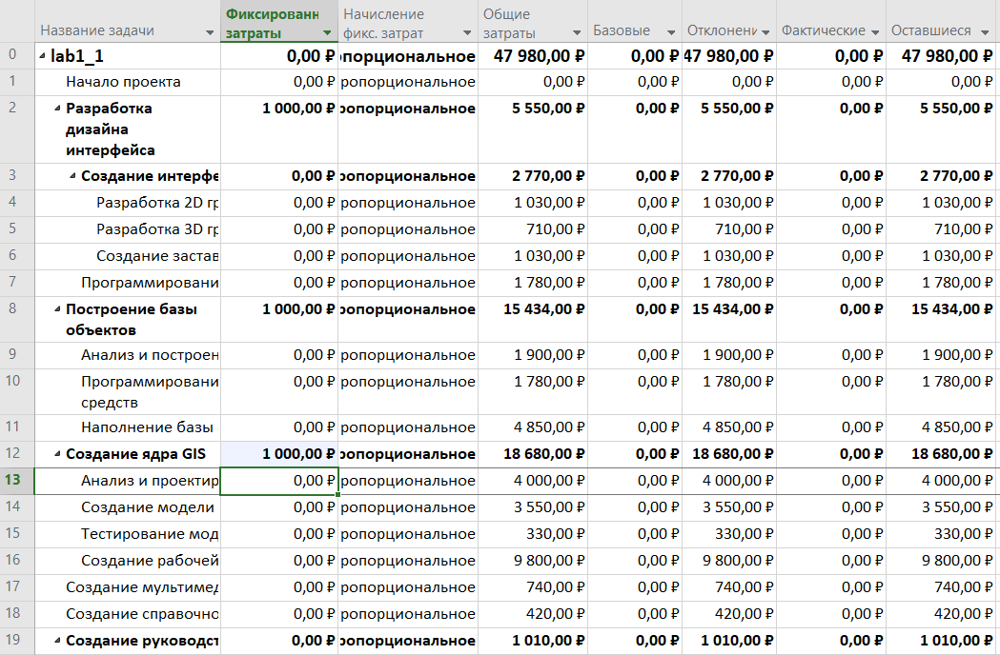 Название задачи Фиксированн затраты Начисление фикс. затрат Общие затраты Базовые Отклонени Фактические Оставшиеся
0 lab1_1 0,00 ₽ опорциональное 47 980,00 ₽ 0,00 ₽ 47 980,00 ₽ 0,00 ₽ 47 980,00 ₽
1 Начало проекта 0,00 ₽ ропорциональное 0,00 ₽ 0,00 ₽ 0,00 ₽ 0,00 ₽ 0,00 ₽
2 Разработка 1 000,00 ₽ ропорциональное 5 550,00 ₽ 0,00 ₽ 5 550,00 ₽ 0,00 ₽ 5 550,00 ₽
дизайна
интерфейса
3 Создание интерфе 0,00 ₽ ропорциональное 2 770,00 ₽ 0,00 ₽ 2 770,00 ₽ 0,00 ₽ 2 770,00 ₽
4 Разработка 2D гр 0,00 ₽ ропорциональное 1 030,00 ₽ 0,00 ₽ 1 030,00 ₽ 0,00 ₽ 1 030,00 ₽
5 Разработка 3D гр 0,00 ₽ ропорциональное 710,00 ₽ 0,00 ₽ 710,00 ₽ 0,00 ₽ 710,00 ₽
6 Создание застав 0,00 ₽ ропорциональное 1 030,00 ₽ 0,00 ₽ 1 030,00 ₽ 0,00 ₽ 1 030,00 ₽
7 Программировани 0,00 ₽ ропорциональное 1 780,00 ₽ 0,00 ₽ 1 780,00 ₽ 0,00 ₽ 1 780,00 ₽
8 Построение базы 1 000,00 ₽ ропорциональное 15 434,00 ₽ 0,00 ₽ 15 434,00 ₽ 0,00 ₽ 15 434,00 ₽
объектов
9 Анализ и построен 0,00 ₽ ропорциональное 1 900,00 ₽ 0,00 ₽ 1 900,00 ₽ 0,00 ₽ 1 900,00 ₽
10 Программировани 0,00 ₽ ропорциональное 1 780,00 ₽ 0,00 ₽ 1 780,00 ₽ 0,00 ₽ 1 780,00 ₽
средств
11 Наполнение базы 0,00 ₽ ропорциональное 4 850,00 ₽ 0,00 ₽ 4 850,00 ₽ 0,00 ₽ 4 850,00 ₽
12 Создание ядра GIS 1 000,00 ₽ ропорциональное 18 680,00 ₽ 0,00 ₽ 18 680,00 ₽ 0,00 ₽ 18 680,00 ₽
13 Анализ и проектир 0,00 ₽ ропорциональное 4 000,00 ₽ 0,00 ₽ 4 000,00 ₽ 0,00 ₽ 4 000,00 ₽
14 Создание модели 0,00 ₽ ропорциональное 3 550,00 ₽ 0,00 ₽ 3 550,00 ₽ 0,00 ₽ 3 550,00 ₽
15 Тестирование мод 0,00 ₽ ропорциональное 330,00 ₽ 0,00 ₽ 330,00 ₽ 0,00 ₽ 330,00 ₽
16 Создание рабочей 0,00 ₽ ропорциональное 9 800,00 ₽ 0,00 ₽ 9 800,00 ₽ 0,00 ₽ 9 800,00 ₽
17 Создание мультимед 0,00 ₽ ропорциональное 740,00 ₽ 0,00 ₽ 740,00 ₽ 0,00 ₽ 740,00 ₽
18 Создание справочно 0,00 ₽ ропорциональное 420,00 ₽ 0,00 ₽ 420,00 ₽ 0,00 ₽ 420,00 ₽
19 Создание руководст 0,00 ₽ ропорциональное 1 010,00 ₽ 0,00 ₽ 1 010,00 ₽ 0,00 ₽ 1 010,00 ₽